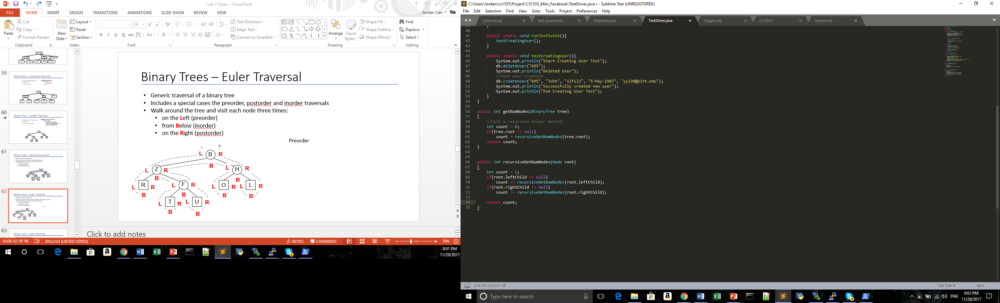 Lab 7 Slides - PowerPoint
FILE HOME INSERT DESIGN TRANSITIONS ANIMATIONS SLIDE SHOW REVIEW VIEW
Jordan Carr
Pitt
Paste
Cut
Copy
Format Painter
Clipboard
New Slide
Layout
Reset
Section
Slides
18
Font
Text Direction
Align Text
Convert to SmartArt
Paragraph
Arrange
Quick Styles
Shape Fill
Shape Outline
Shape Effects
Drawing
Find
Replace
Select
Editing
59
Binary Trees – Postorder Traversal
60
Binary Trees – Inorder Traversal
61
Binary Trees – Easy traversal trick
62
Binary Trees – Euler Traversal
63
Binary Trees – Euler Traversal
Binary Trees – Euler Traversal
• Generic traversal of a binary tree
• Includes a special cases the preorder, postorder and inorder traversals
• Walk around the tree and visit each node three times:
• on the Left (preorder)
• from Below (inorder)
• on the Right (postorder)
Preorder
L B R
B
L Z R
L H R
B
B
L R R
L F R
L O R
L L R
B
B
B
B
L T R
L U R
B
B
Click to add notes
SLIDE 62 OF 96 ENGLISH (UNITED STATES) NOTES COMMENTS 70%
8:01 PM
11/29/2017
C:\Users\Jordan\cs1555\Project\CS1555_Mini_Facebook\TestDriver.java • - Sublime Text (UNREGISTERED)
File Edit Selection Find View Goto Tools Project Preferences Help
schemas.sql test-queries.sql Database.java TestDriver.java triggers.sql cs1550.c Syntax.rina
39 }
40
41 public static void runTestSuite(){
42 testCreatingUser();
43 }
44
45 public static void testCreatingUser(){
46 System.out.println("Start Creating User Test");
47 db.deleteUser("695");
48 System.out.println("Deleted User");
49 //Test user creation
50 db.createUser("695", "John", "slfslj", "5-May-1987", "yy220@pitt.edu");
51 System.out.println("Successfully created new user");
52 System.out.println("End Creating User Test");
53 }
54 }
55
56 public int getNumNodes(BinaryTree tree)
57 {
58 //Call a recursive helper method
59 int count = 0;
60 if(tree.root != null)
61 count = recursiveGetNumNodes(tree.root);
62 return count;
63 }
64
65
66 public int recursiveGetNumNodes(Node root)
67 {
68 int count = 1;
69 if(root.leftChild != null)
70 count += recursiveGetNumNodes(root.leftChild);
71 if(root.rightChild != null)
72 count != recursiveGetNumNodes(root.rightChild);
73
74 return count;
75 }
Line 74, Column 18
Tab Size: 4
Java
Type here to search
ENG
8:01 PM
11/29/2017